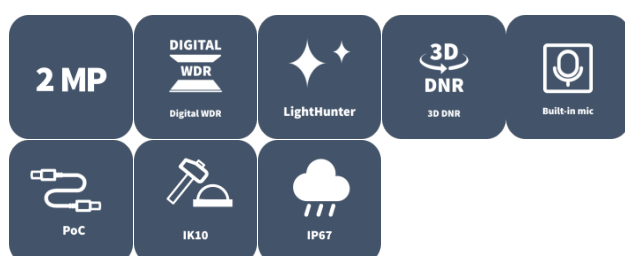 2 MP
DIGITAL
WDR
Digital WDR
LightHunter
3D
DNR
3D DNR
Built-in mic
PoC
IK10
IP67